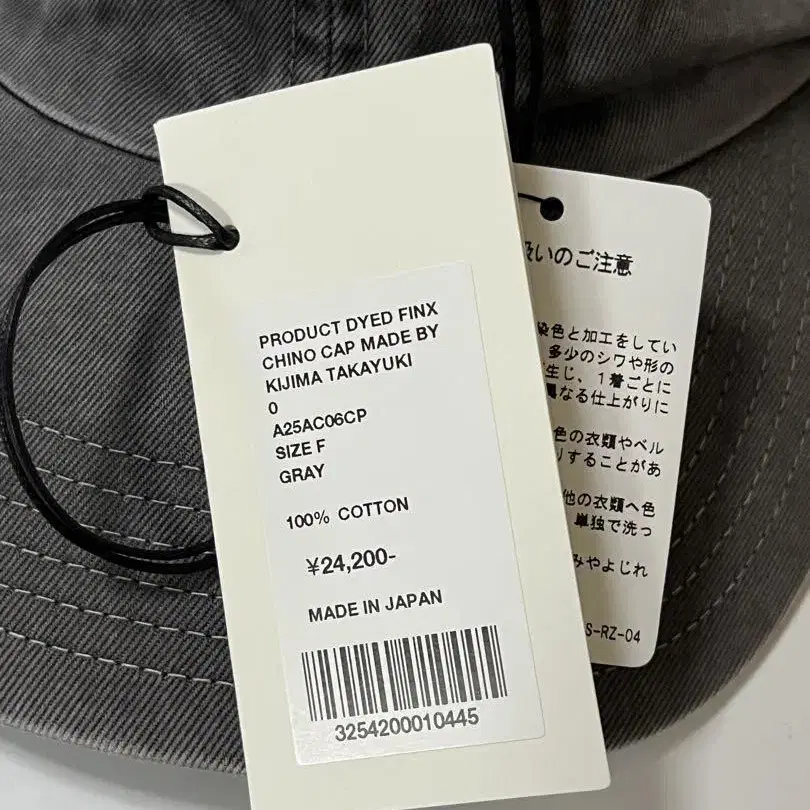 PRODUCT DYED FINX
CHINO CAP MADE BY
KIJIMA TAKAYUKI
0
A25AC06CP
SIZE F
GRAY
100% COTTON
¥24,200-
MADE IN JAPAN
3254200010445
扱いのご注意
染色と加工をしてい
多少のシワや形の
生じ、1着ごとに
異なる仕上がりに
色の衣類やベル
りすることがあ
他の衣類へ色
単独で洗っ
みやよじれ
S-RZ-04